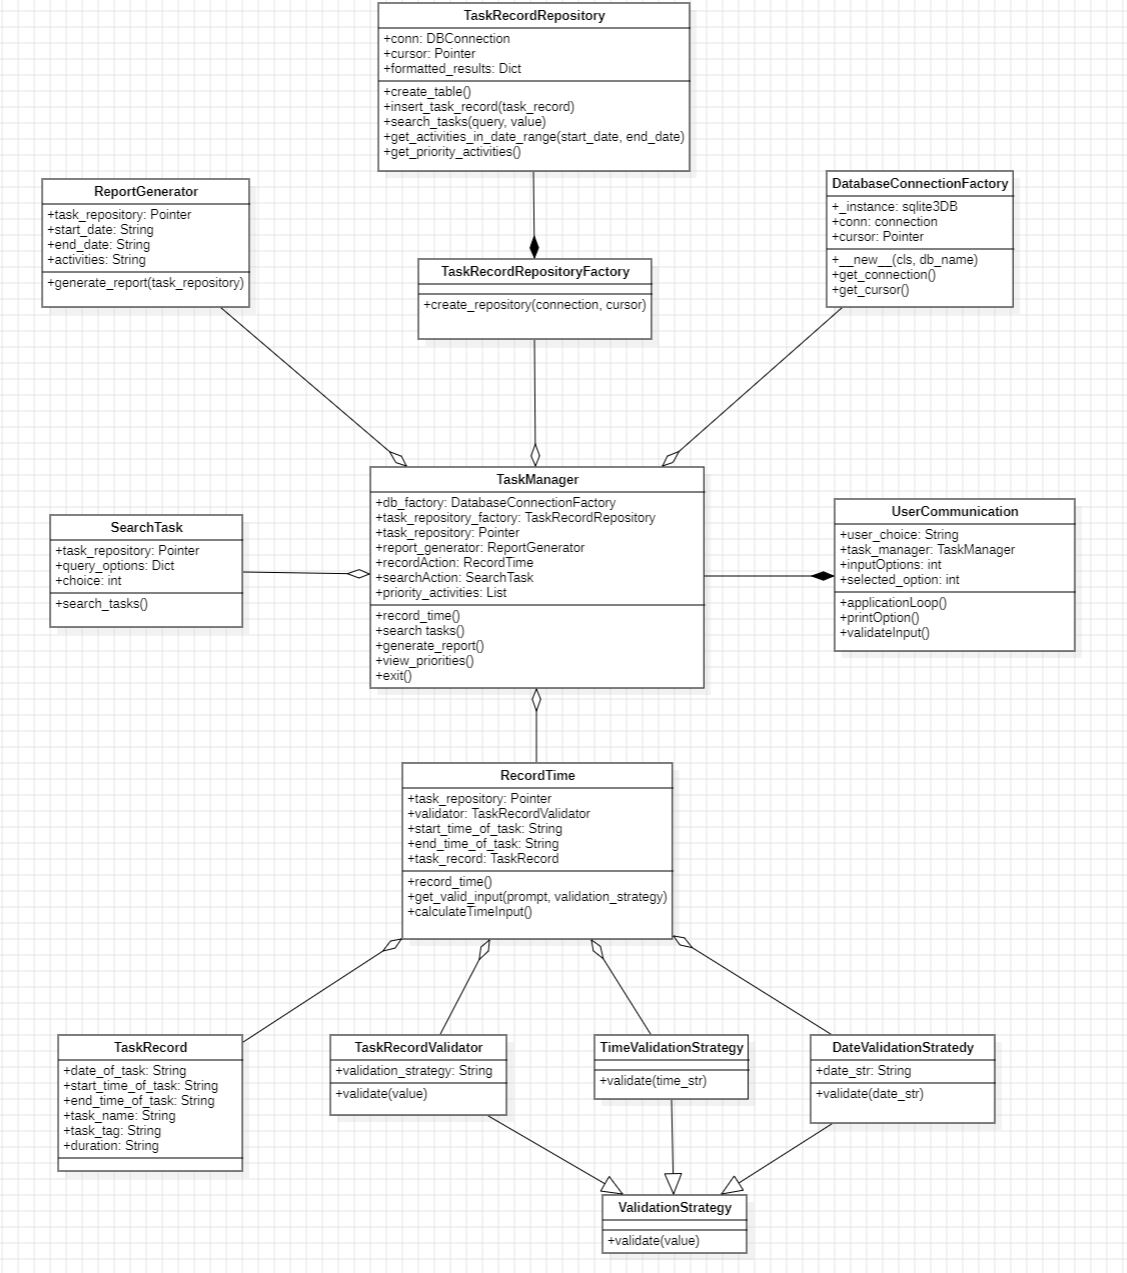 TaskRecordRepository
+conn: DBConnection
+cursor: Pointer
+formatted_results: Dict
+create_table()
+insert_task_record(task_record)
+search_tasks(query, value)
+get_activities_in_date_range(start_date, end_date)
+get_priority_activities()
ReportGenerator
+task_repository: Pointer
+start_date: String
+end_date: String
+activities: String
+generate_report(task_repository)
DatabaseConnectionFactory
+_instance: sqlite3DB
+conn: connection
+cursor: Pointer
+__new__(cls, db_name)
+get_connection()
+get_cursor()
TaskRecordRepositoryFactory
+create_repository(connection, cursor)
TaskManager
+db_factory: DatabaseConnectionFactory
+task_repository_factory: TaskRecordRepository
+task_repository: Pointer
+report_generator: ReportGenerator
+recordAction: RecordTime
+searchAction: SearchTask
+priority_activities: List
+record_time()
+search tasks()
+generate_report()
+view_priorities()
+exit()
SearchTask
+task_repository: Pointer
+query_options: Dict
+choice: int
+search_tasks()
UserCommunication
+user_choice: String
+task_manager: TaskManager
+inputOptions: int
+selected_option: int
+applicationLoop()
+printOption()
+validateInput()
RecordTime
+task_repository: Pointer
+validator: TaskRecordValidator
+start_time_of_task: String
+end_time_of_task: String
+task_record: TaskRecord
+record_time()
+get_valid_input(prompt, validation_strategy)
+calculateTimeInput()
TaskRecord
+date_of_task: String
+start_time_of_task: String
+end_time_of_task: String
+task_name: String
+task_tag: String
+duration: String
TaskRecordValidator
+validation_strategy: String
+validate(value)
TimeValidationStrategy
+validate(time_str)
DateValidationStratedy
+date_str: String
+validate(date_str)
ValidationStrategy
+validate(value)